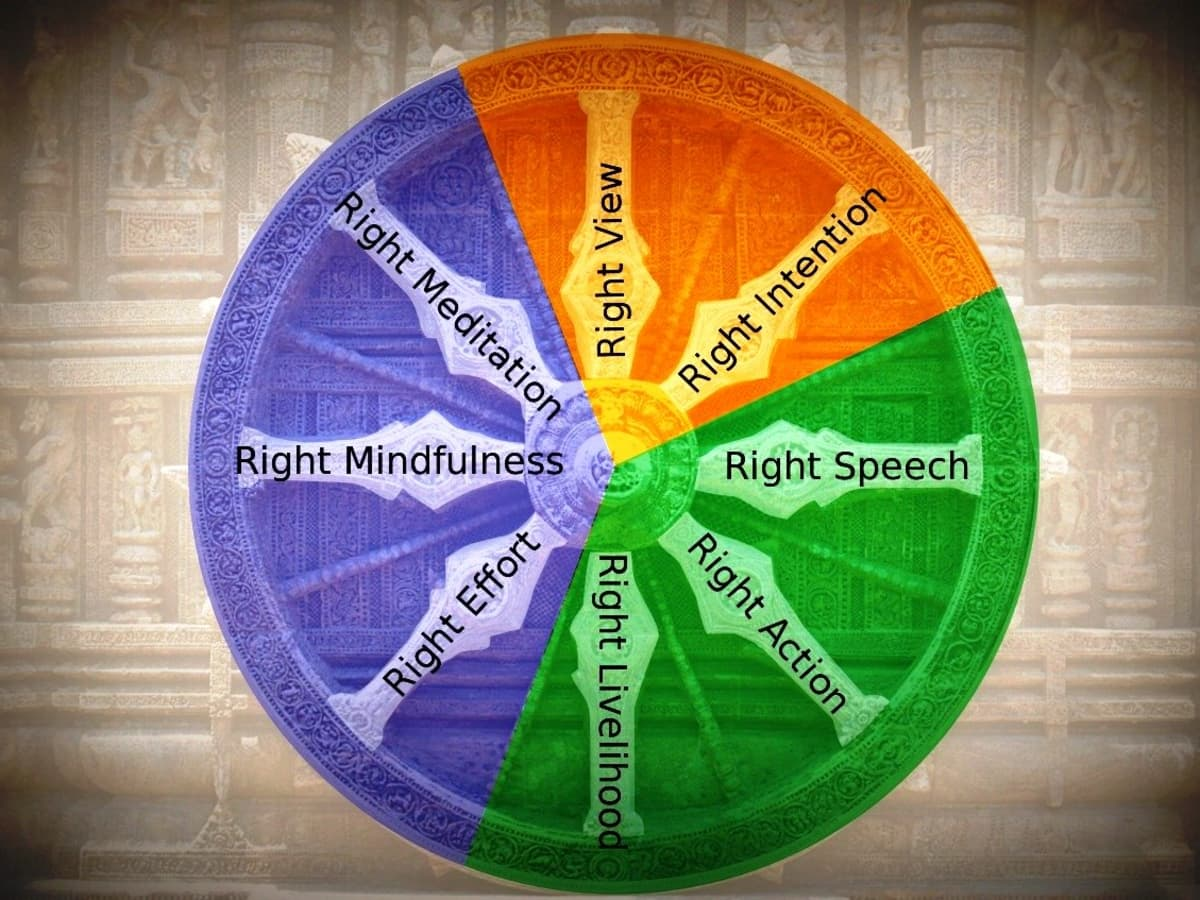 Right View
Right Intention
Right Speech
Right Action
Right Livelihood
Right Effort
Right Mindfulness
Right Meditation